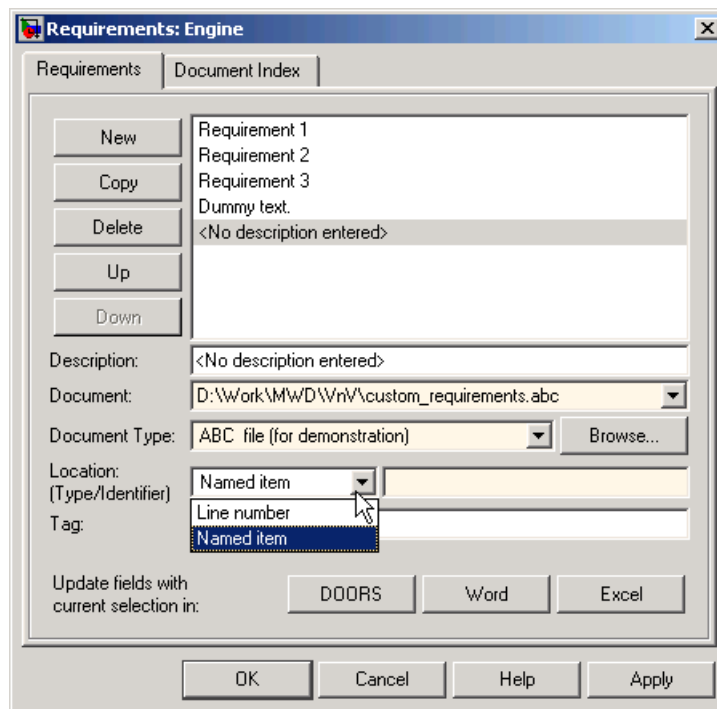 Requirements: Engine
Requirements
Document Index
New
Copy
Delete
Up
Down
Requirement 1
Requirement 2
Requirement 3
Dummy text.
<No description entered>
Description: <No description entered>
Document: D:\Work\MWD\VnV\custom_requirements.abc
Document Type: ABC file (for demonstration) Browse...
Location:
(Type/Identifier)
Named item
Line number
Named item
Tag:
Update fields with
current selection in:
DOORS Word Excel
OK Cancel Help Apply